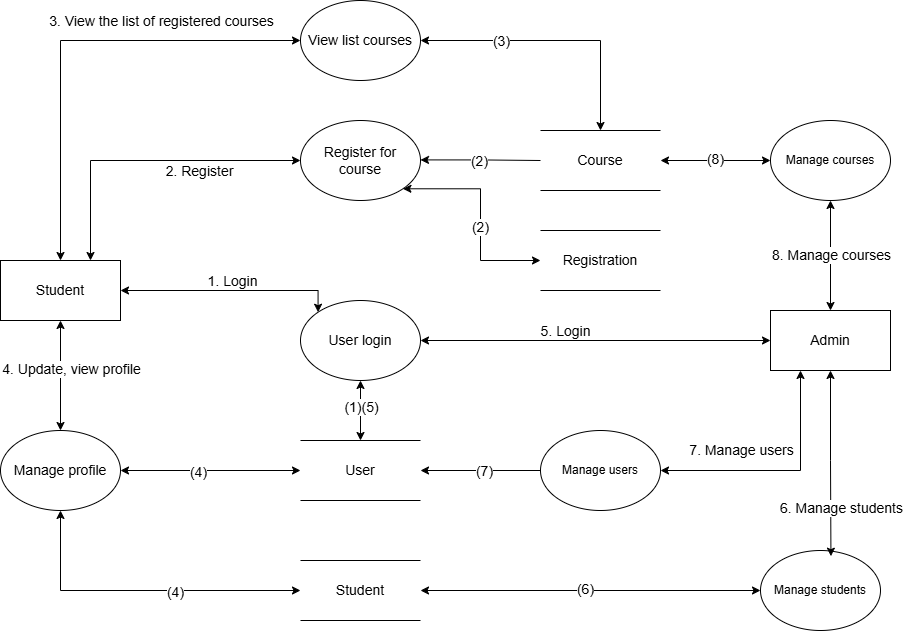 3. View the list of registered courses
View list courses
(3)
Register for
course
(2)
Course
(8)
Manage courses
2. Register
(2)
8. Manage courses
Registration
Student
1. Login
User login
5. Login
Admin
4. Update, view profile
(1)(5)
7. Manage users
Manage profile
(4)
User
(7)
Manage users
6. Manage students
(4)
Student
(6)
Manage students